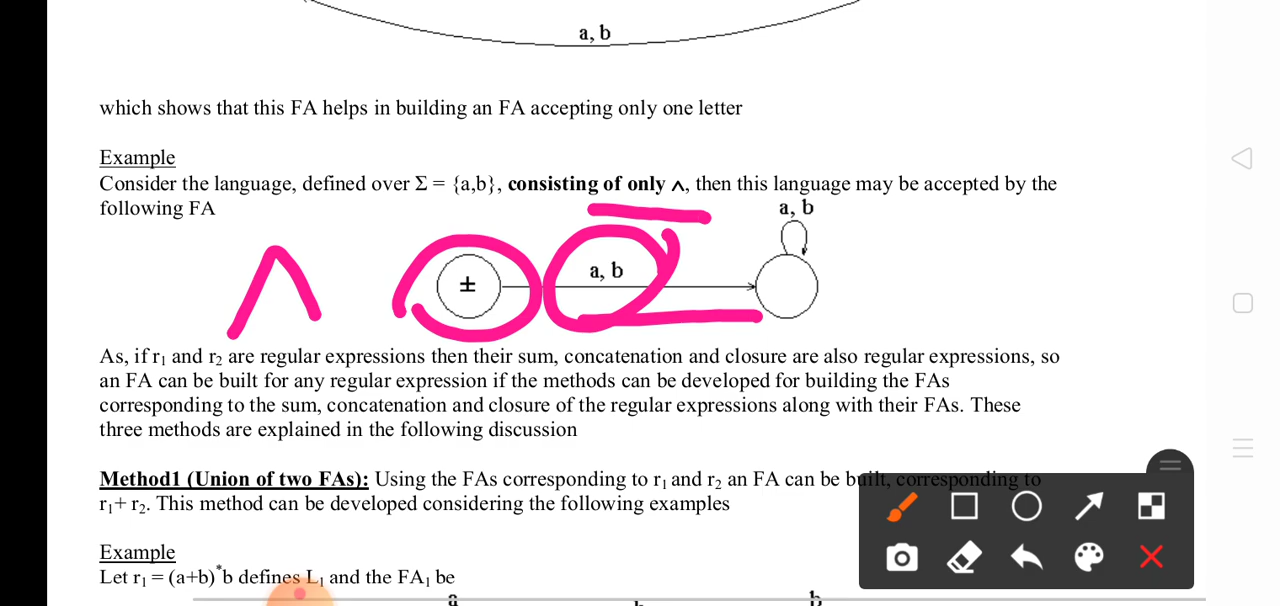 a, b
which shows that this FA helps in building an FA accepting only one letter
Example
Consider the language, defined over Σ = {a,b}, consisting of only ʌ, then this language may be accepted by the
following FA
a, b
Λ
±
a, b
As, if r₁ and r₂ are regular expressions then their sum, concatenation and closure are also regular expressions, so
an FA can be built for any regular expression if the methods can be developed for building the FAs
corresponding to the sum, concatenation and closure of the regular expressions along with their FAs. These
three methods are explained in the following discussion
Method1 (Union of two FAs): Using the FAs corresponding to r₁ and r₂ an FA can be built, corresponding to
r₁+ r₂. This method can be developed considering the following examples
Example
Let r₁ = (a+b)*b defines L₁ and the FA₁ be
a
b